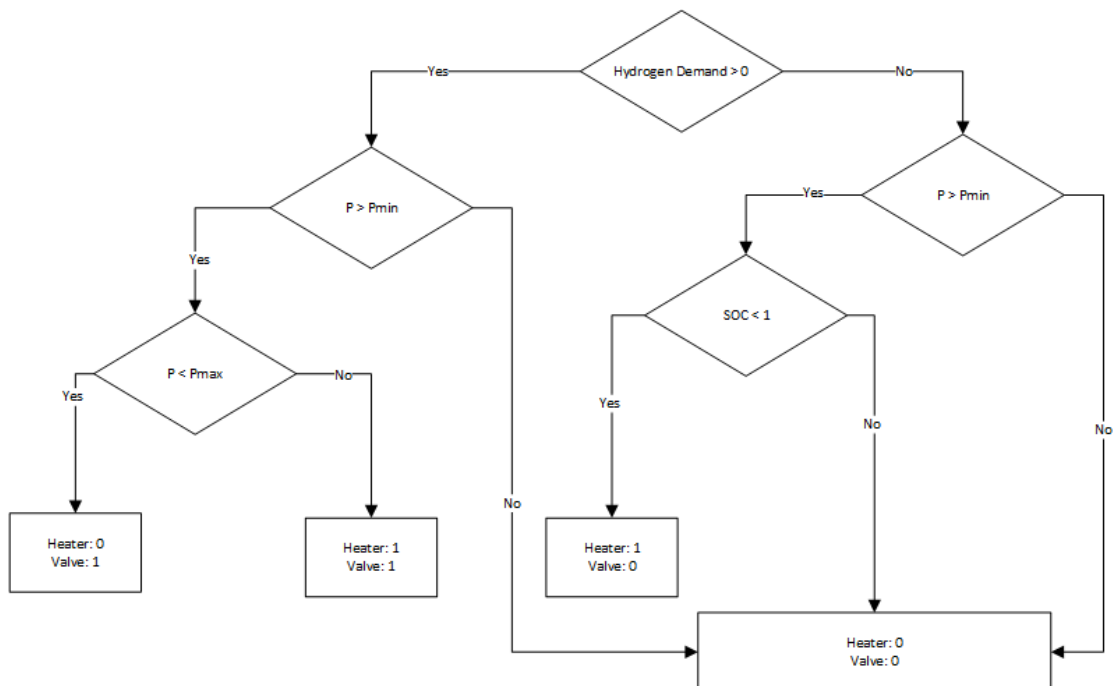 Hydrogen Demand > 0
Yes
No
P > Pmin
P > Pmin
Yes
Yes
SOC < 1
P < Pmax
No
Yes
Yes
No
No
No
Heater: 0
Valve: 1
Heater: 1
Valve: 1
Heater: 1
Valve: 0
Heater: 0
Valve: 0